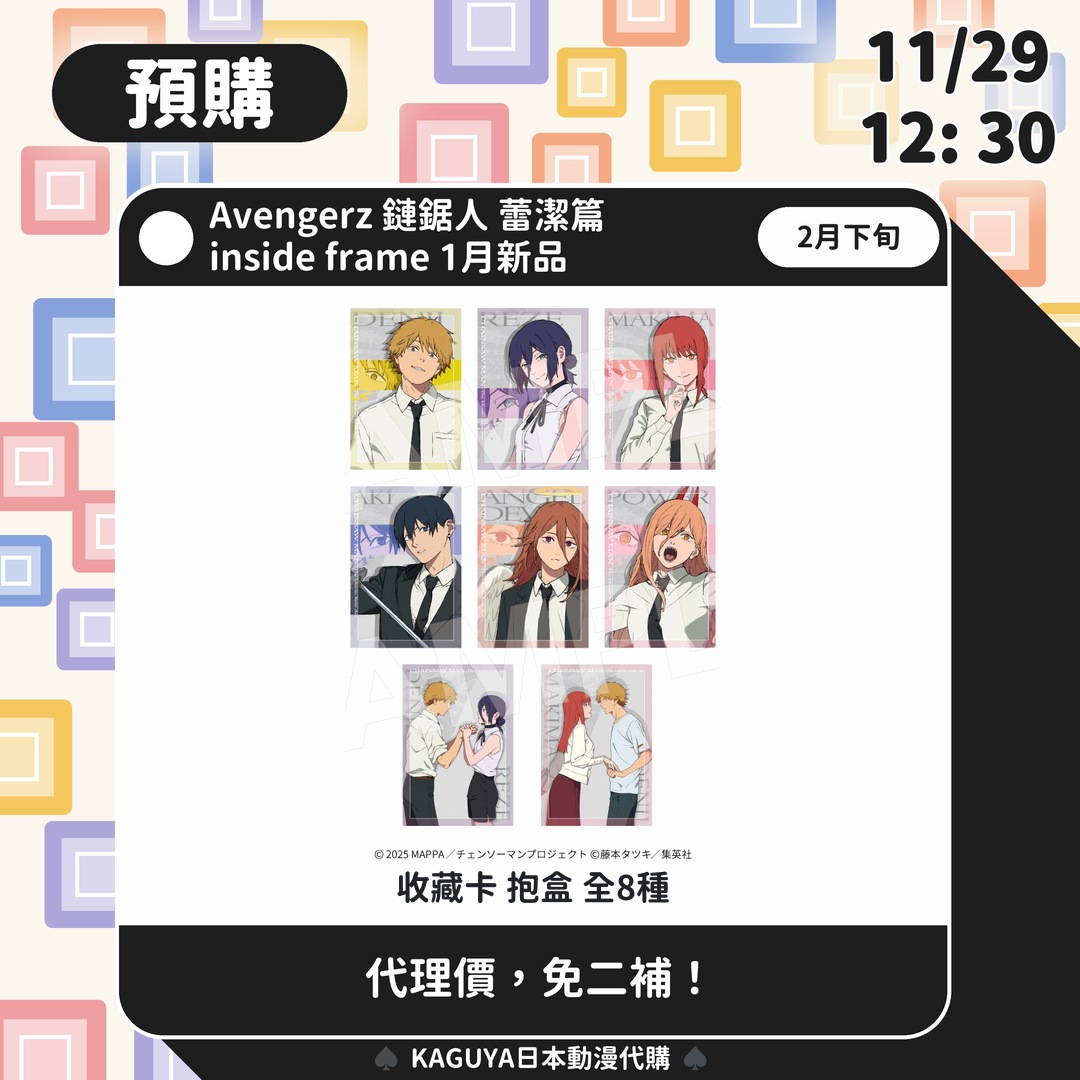 預購
11/29
12: 30
Avengerz 鏈鋸人 蕾潔篇
inside frame 1月新品
2月下旬
DENJI
REZE
MAKIMA
AKI
ANGEL
DEVIL
POWER
DENJI
REZE
MAKIMA
DENJI
© 2025 MAPPA／チェンソーマンプロジェクト ©藤本タツキ／集英社
收藏卡 抱盒 全8種
代理價，免二補！
♠ KAGUYA日本動漫代購 ♠